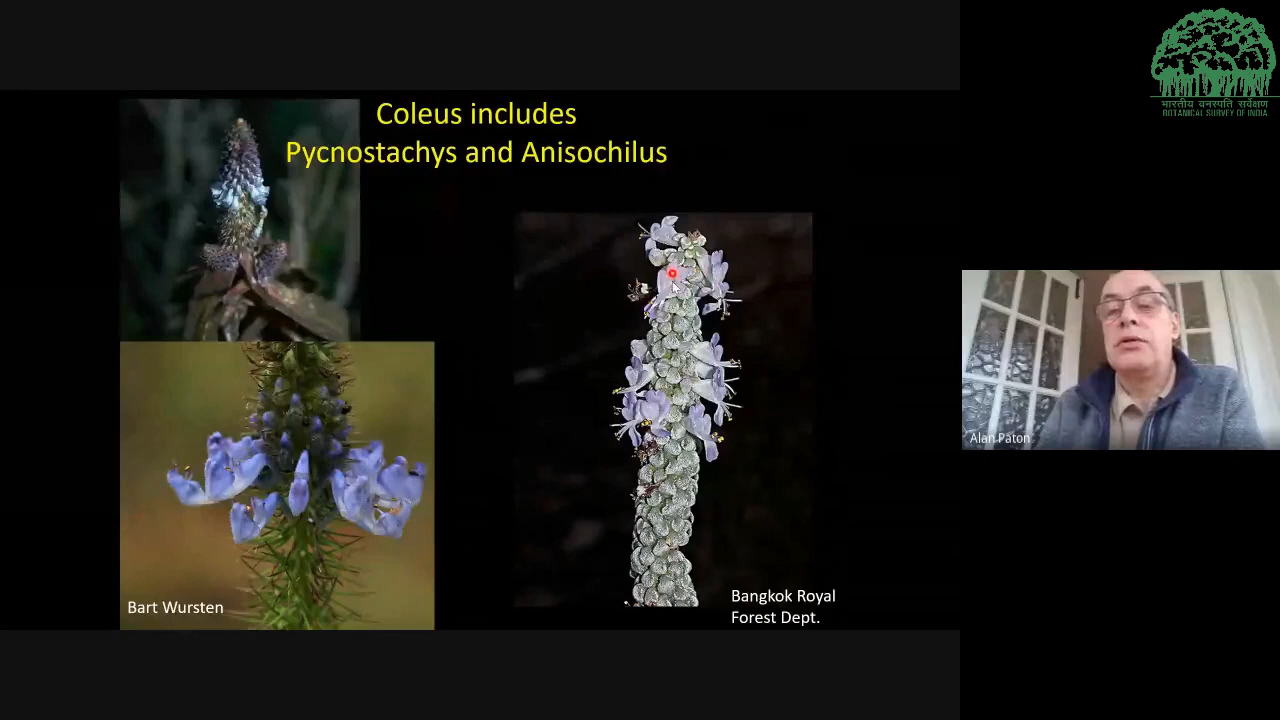 Coleus includes
Pycnostachys and Anisochilus
Bart Wursten
Bangkok Royal
Forest Dept.
भारतीय वनस्पति सर्वेक्षण
BOTANICAL SURVEY OF INDIA
Alan Paton